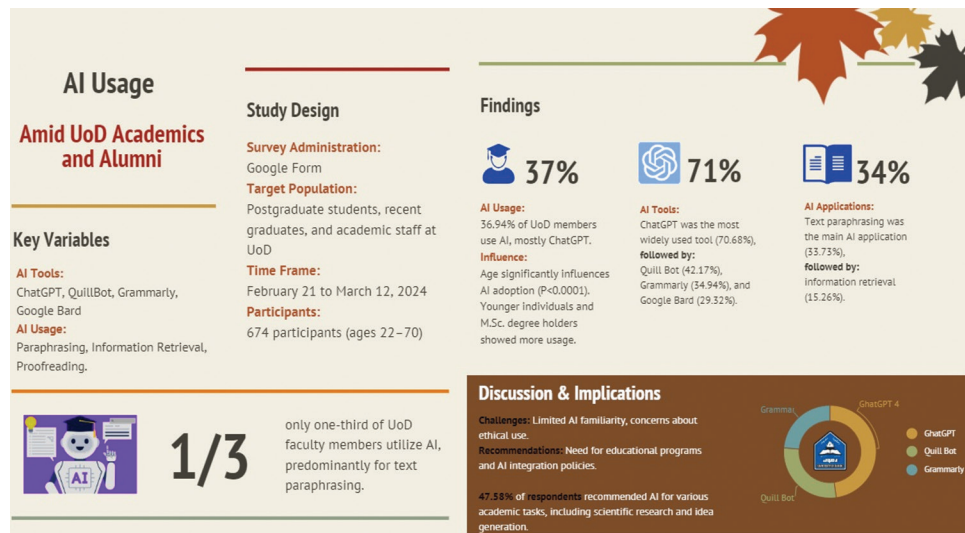 AI Usage
Amid UoD Academics
and Alumni
Key Variables
AI Tools:
ChatGPT, QuillBot, Grammarly,
Google Bard
AI Usage:
Paraphrasing, Information Retrieval,
Proofreading.
Study Design
Survey Administration:
Google Form
Target Population:
Postgraduate students, recent
graduates, and academic staff at
UoD
Time Frame:
February 21 to March 12, 2024
Participants:
674 participants (ages 22–70)
AI
1/3
only one-third of UoD
faculty members utilize AI,
predominantly for text
paraphrasing.
Findings
37%
AI Usage:
36.94% of UoD members
use AI, mostly ChatGPT.
Influence:
Age significantly influences
AI adoption (P<0.0001).
Younger individuals and
M.Sc. degree holders
showed more usage.
71%
AI Tools:
ChatGPT was the most
widely used tool (70.68%),
followed by:
Quill Bot (42.17%),
Grammarly (34.94%), and
Google Bard (29.32%).
34%
AI Applications:
Text paraphrasing was
the main AI application
(33.73%),
followed by:
information retrieval
(15.26%).
Discussion & Implications
Challenges: Limited AI familiarity, concerns about
ethical use.
Recommendations: Need for educational programs
and AI integration policies.
47.58% of respondents recommended AI for various
academic tasks, including scientific research and idea
generation.
Gramma
GhatGPT 4
Quill Bot
GhatGPT
Quill Bot
Grammarly